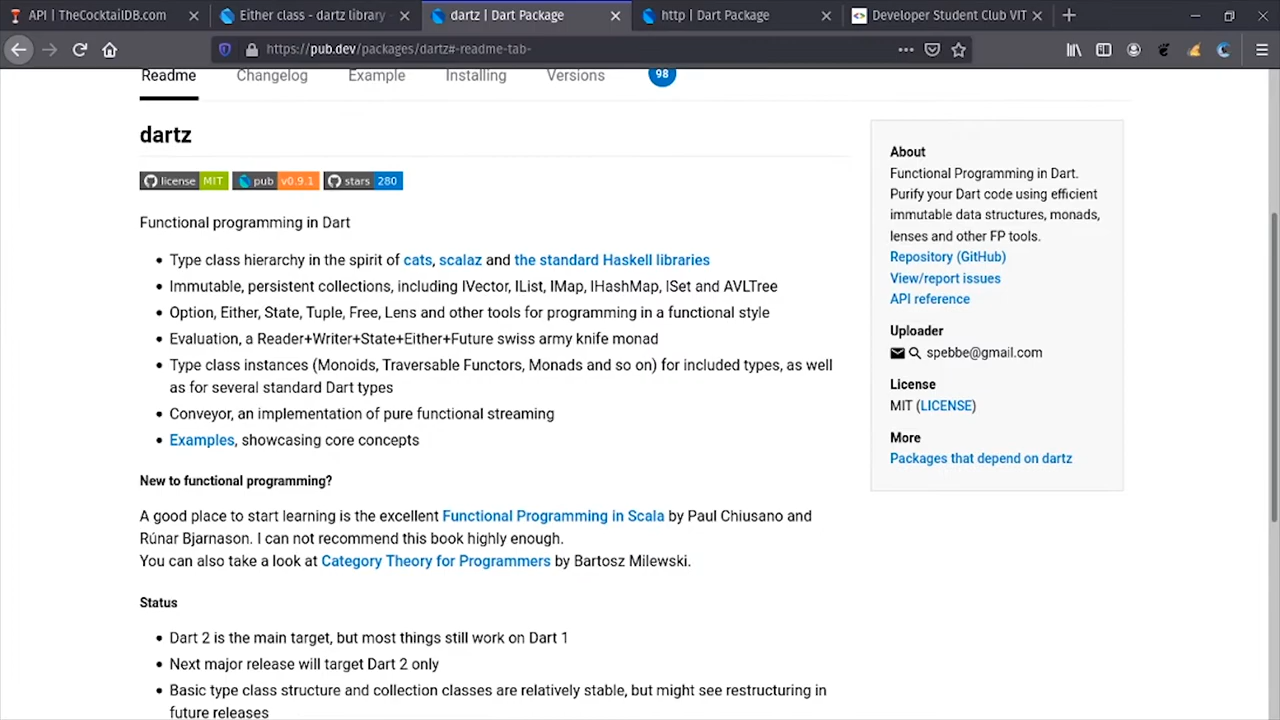 API | TheCocktailDB.com
Either class - dartz library
dartz | Dart Package
http | Dart Package
Developer Student Club VIT
https://pub.dev/packages/dartz#-readme-tab-
Readme
Changelog
Example
Installing
Versions
98
dartz
license MIT
pub v0.9.1
stars 280
Functional programming in Dart
Type class hierarchy in the spirit of cats, scalaz and the standard Haskell libraries
Immutable, persistent collections, including IVector, IList, IMap, IHashMap, ISet and AVLTree
Option, Either, State, Tuple, Free, Lens and other tools for programming in a functional style
Evaluation, a Reader+Writer+State+Either+Future swiss army knife monad
Type class instances (Monoids, Traversable Functors, Monads and so on) for included types, as well
as for several standard Dart types
Conveyor, an implementation of pure functional streaming
Examples, showcasing core concepts
New to functional programming?
A good place to start learning is the excellent Functional Programming in Scala by Paul Chiusano and
Rúnar Bjarnason. I can not recommend this book highly enough.
You can also take a look at Category Theory for Programmers by Bartosz Milewski.
Status
Dart 2 is the main target, but most things still work on Dart 1
Next major release will target Dart 2 only
Basic type class structure and collection classes are relatively stable, but might see restructuring in
future releases
About
Functional Programming in Dart.
Purify your Dart code using efficient
immutable data structures, monads,
lenses and other FP tools.
Repository (GitHub)
View/report issues
API reference
Uploader
spebbe@gmail.com
License
MIT (LICENSE)
More
Packages that depend on dartz